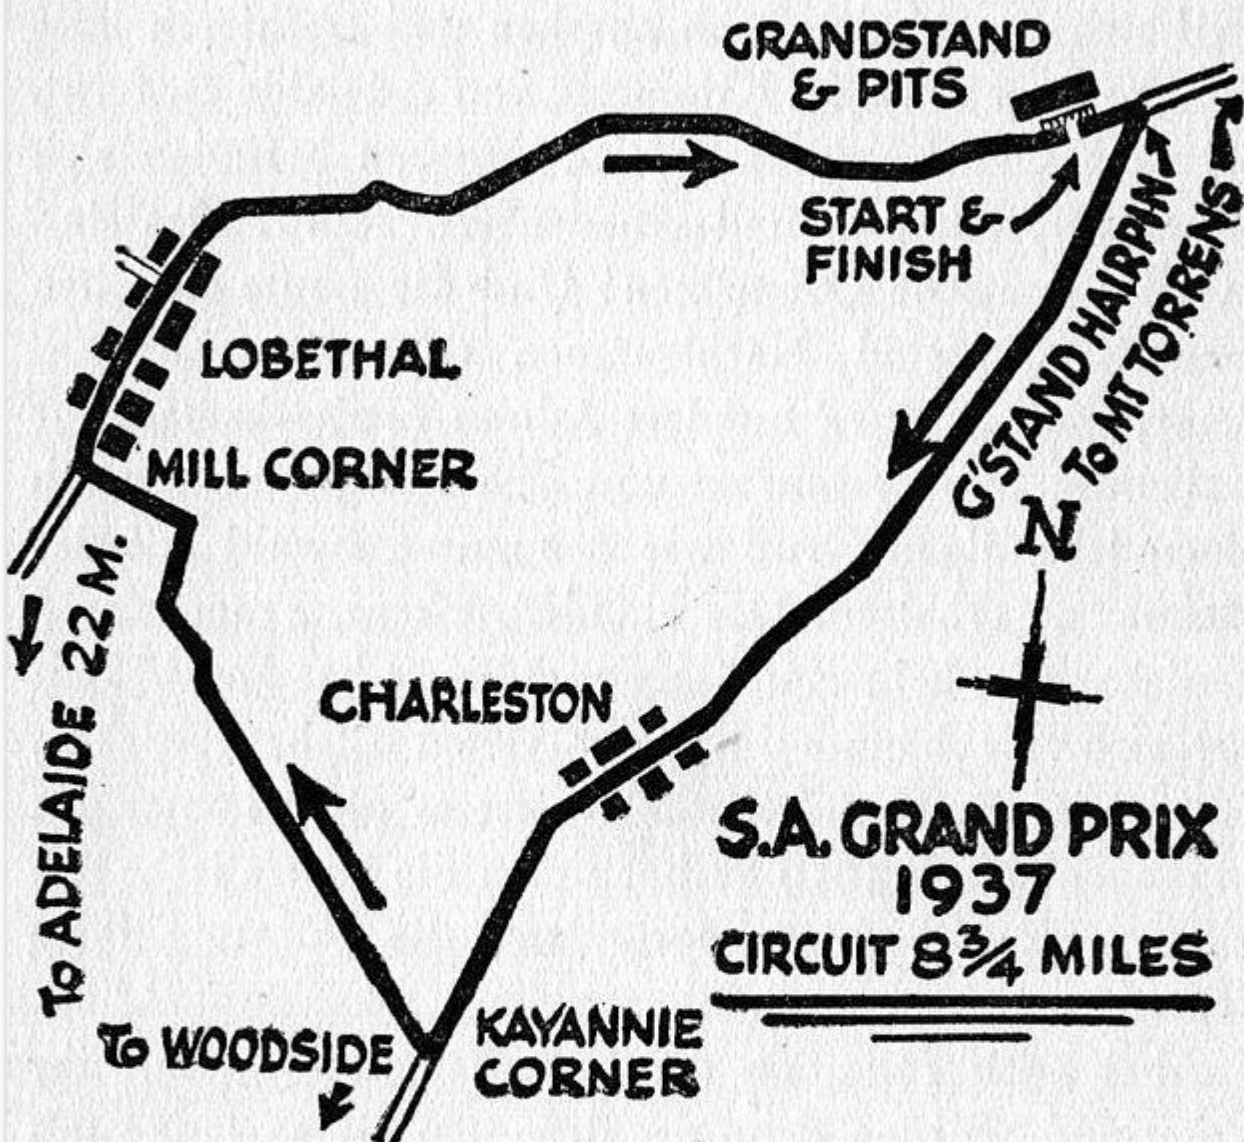 GRANDSTAND
& PITS
START &
FINISH
G'STAND HAIRPIN
To MT TORRENS
LOBETHAL
MILL CORNER
N
To ADELAIDE 22 M.
CHARLESTON
S.A. GRAND PRIX
1937
CIRCUIT 8¾ MILES
To WOODSIDE
KAYANNIE
CORNER